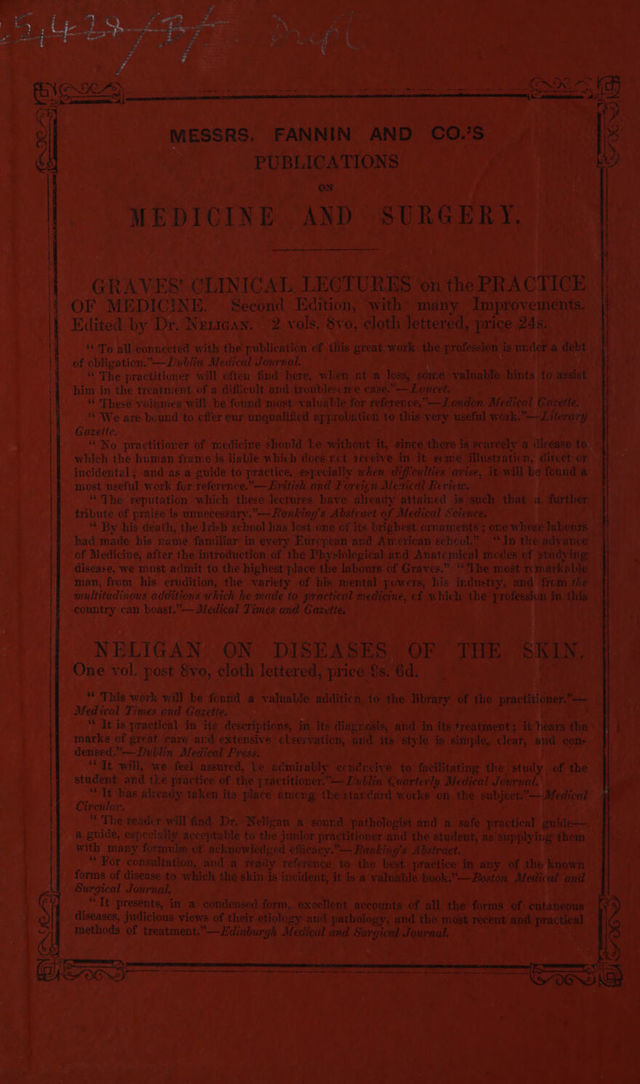 25,428/B/. Dupl
MESSRS. FANNIN AND CO.'S
PUBLICATIONS
ON
MEDICINE AND SURGERY.
GRAVES' CLINICAL LECTURES on the PRACTICE
OF MEDICINE. Second Edition, with many Improvements.
Edited by Dr. NELIGAN. 2 vols. 8vo, cloth lettered, price 24s.
“To all connected with the publication of this great work the profession is under a debt
of obligation.”—Dublin Medical Journal.
“The practitioner will often find here, when at a loss, some valuable hints to assist
him in the treatment of a difficult and troublesome case.”—Lancet.
“These volumes will be found most valuable for reference.”—London Medical Gazette.
“We are bound to offer our unqualified approbation to this very useful work.”—Literary
Gazette.
“No practitioner of medicine should be without it, since there is scarcely a disease to
which the human frame is liable which does not receive in it some illustration, direct or
incidental; and as a guide to practice, especially when difficulties arise, it will be found a
most useful work for reference.”—British and Foreign Medical Review.
“The reputation which these lectures have already attained is such that a further
tribute of praise is unnecessary.”—Ranking's Abstract of Medical Science.
“By his death, the Irish school has lost one of its brightest ornaments; one whose labours
had made his name familiar in every European and American school.” “In the advance
of Medicine, after the introduction of the Physiological and Anatomical modes of studying
disease, we must admit to the highest place the labours of Graves.” “The most remarkable
man, from his erudition, the variety of his mental powers, his industry, and from the
multitudinous additions which he made to practical medicine, of which the profession in this
country can boast.”—Medical Times and Gazette.
NELIGAN ON DISEASES OF THE SKIN.
One vol. post 8vo, cloth lettered, price 8s. 6d.
“This work will be found a valuable addition to the library of the practitioner.”—
Medical Times and Gazette.
“It is practical in its descriptions, in its diagnosis, and in its treatment; it bears the
marks of great care and extensive observation, and its style is simple, clear, and con-
densed.”—Dublin Medical Press.
“It will, we feel assured, be admirably conducive to facilitating the study of the
student and the practice of the practitioner.”—Dublin Quarterly Medical Journal.
“It has already taken its place among the standard works on the subject.”—Medical
Circular.
“The reader will find Dr. Neligan a sound pathologist and a safe practical guide—
a guide, especially acceptable to the junior practitioner and the student, as supplying them
with many formulæ of acknowledged efficacy.”—Ranking's Abstract.
“For consultation, and a ready reference to the best practice in any of the known
forms of disease to which the skin is incident, it is a valuable book.”—Boston Medical and
Surgical Journal.
“It presents, in a condensed form, excellent accounts of all the forms of cutaneous
diseases, judicious views of their etiology and pathology, and the most recent and practical
methods of treatment.”—Edinburgh Medical and Surgical Journal.